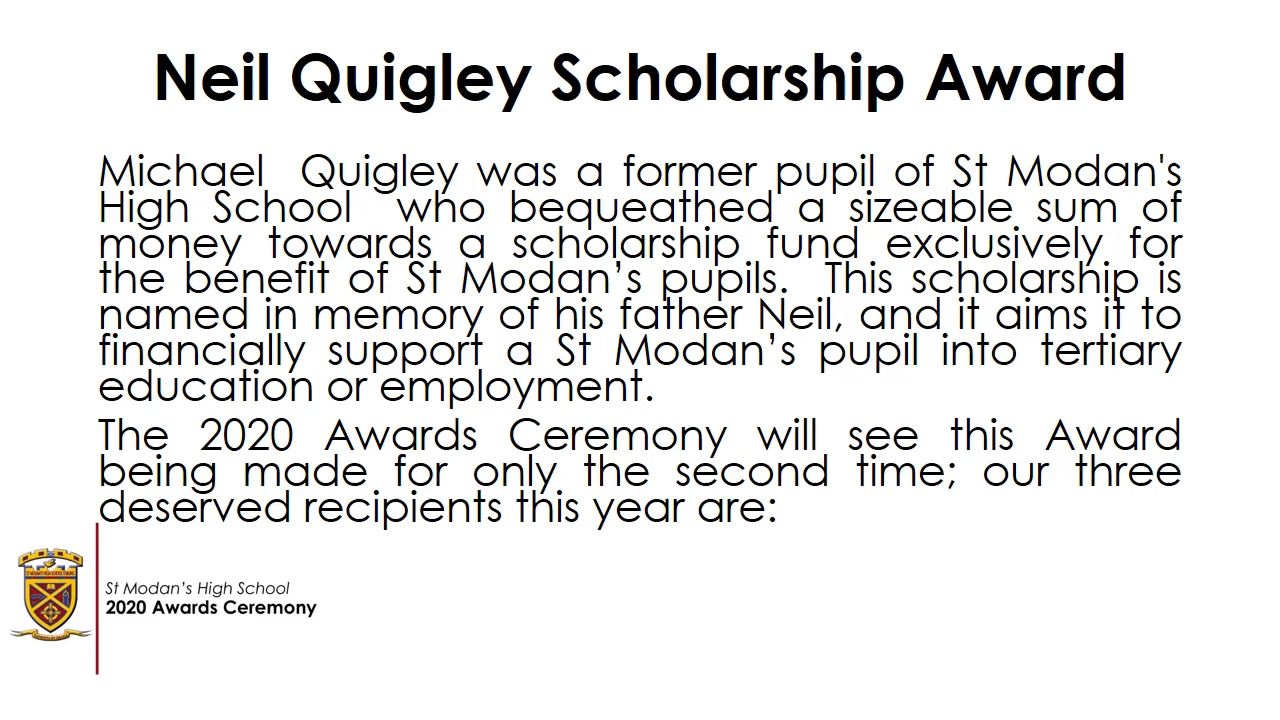 Neil Quigley Scholarship Award
Michael Quigley was a former pupil of St Modan's
High School who bequeathed a sizeable sum of
money towards a scholarship fund exclusively for
the benefit of St Modan’s pupils. This scholarship is
named in memory of his father Neil, and it aims it to
financially support a St Modan’s pupil into tertiary
education or employment.
The 2020 Awards Ceremony will see this Award
being made for only the second time; our three
deserved recipients this year are:
St Modan’s High School
2020 Awards Ceremony